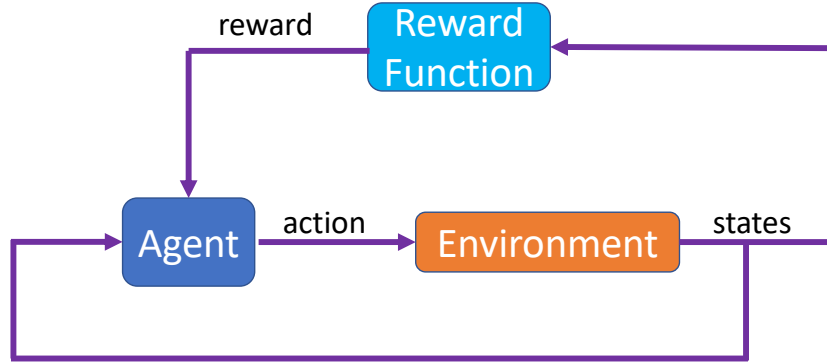 reward
Reward
Function
Agent
action
Environment
states